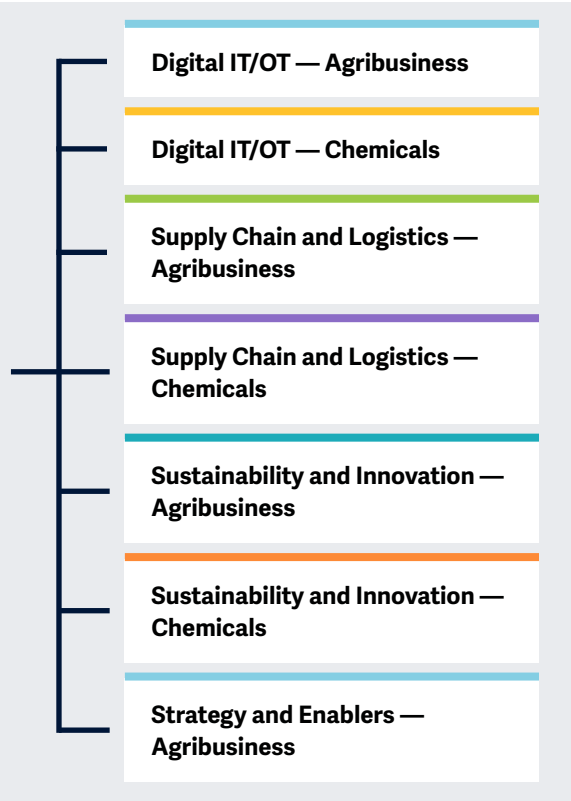 Digital IT/OT — Agribusiness
Digital IT/OT — Chemicals
Supply Chain and Logistics —
Agribusiness
Supply Chain and Logistics —
Chemicals
Sustainability and Innovation —
Agribusiness
Sustainability and Innovation —
Chemicals
Strategy and Enablers —
Agribusiness